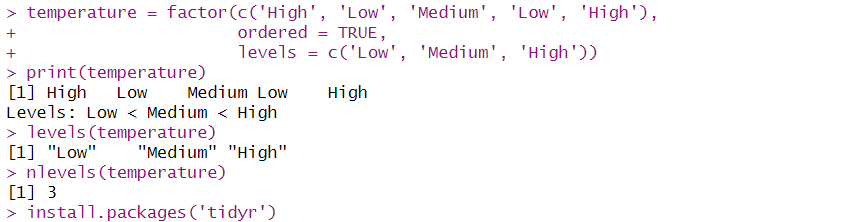 > temperature = factor(c('High', 'Low', 'Medium', 'Low', 'High'),
+                      ordered = TRUE,
+                      levels = c('Low', 'Medium', 'High'))
> print(temperature)
[1] High   Low    Medium Low    High
Levels: Low < Medium < High
> levels(temperature)
[1] "Low"    "Medium" "High"
> nlevels(temperature)
[1] 3
> install.packages('tidyr')